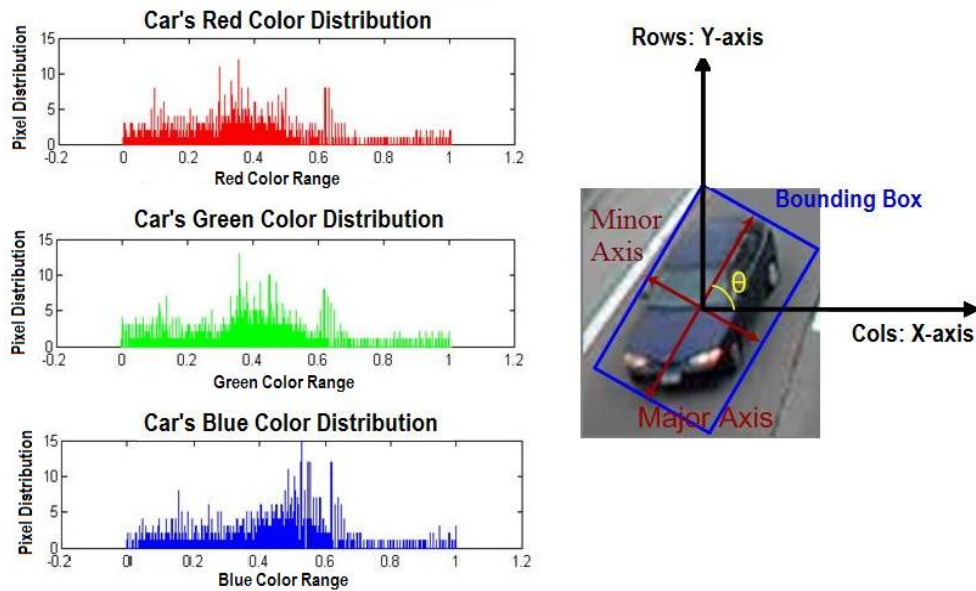 Car's Red Color Distribution
Pixel Distribution
15
10
5
0
-0.2 0 0.2 0.4 0.6 0.8 1 1.2
Red Color Range
Car's Green Color Distribution
Pixel Distribution
15
10
5
0
-0.2 0 0.2 0.4 0.6 0.8 1 1.2
Green Color Range
Car's Blue Color Distribution
Pixel Distribution
15
10
5
0
-0.2 0 0.2 0.4 0.6 0.8 1 1.2
Blue Color Range
Rows: Y-axis
Bounding Box
Minor
Axis
θ
Cols: X-axis
Major Axis